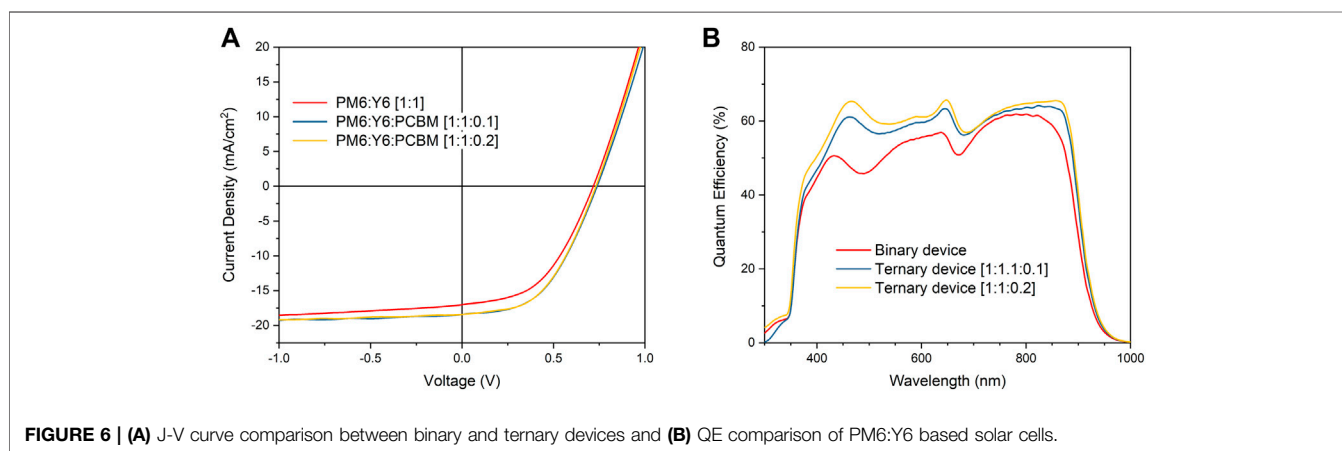 A
20
15
10
5
0
-5
-10
-15
-20
Current Density (mA/cm²)
PM6:Y6 [1:1]
PM6:Y6:PCBM [1:1:0.1]
PM6:Y6:PCBM [1:1:0.2]
-1.0 -0.5 0.0 0.5 1.0
Voltage (V)
B
80
60
40
20
0
Quantum Efficiency (%)
Binary device
Ternary device [1:1.1:0.1]
Ternary device [1:1:0.2]
400 600 800 1000
Wavelength (nm)
FIGURE 6 | (A) J-V curve comparison between binary and ternary devices and (B) QE comparison of PM6:Y6 based solar cells.